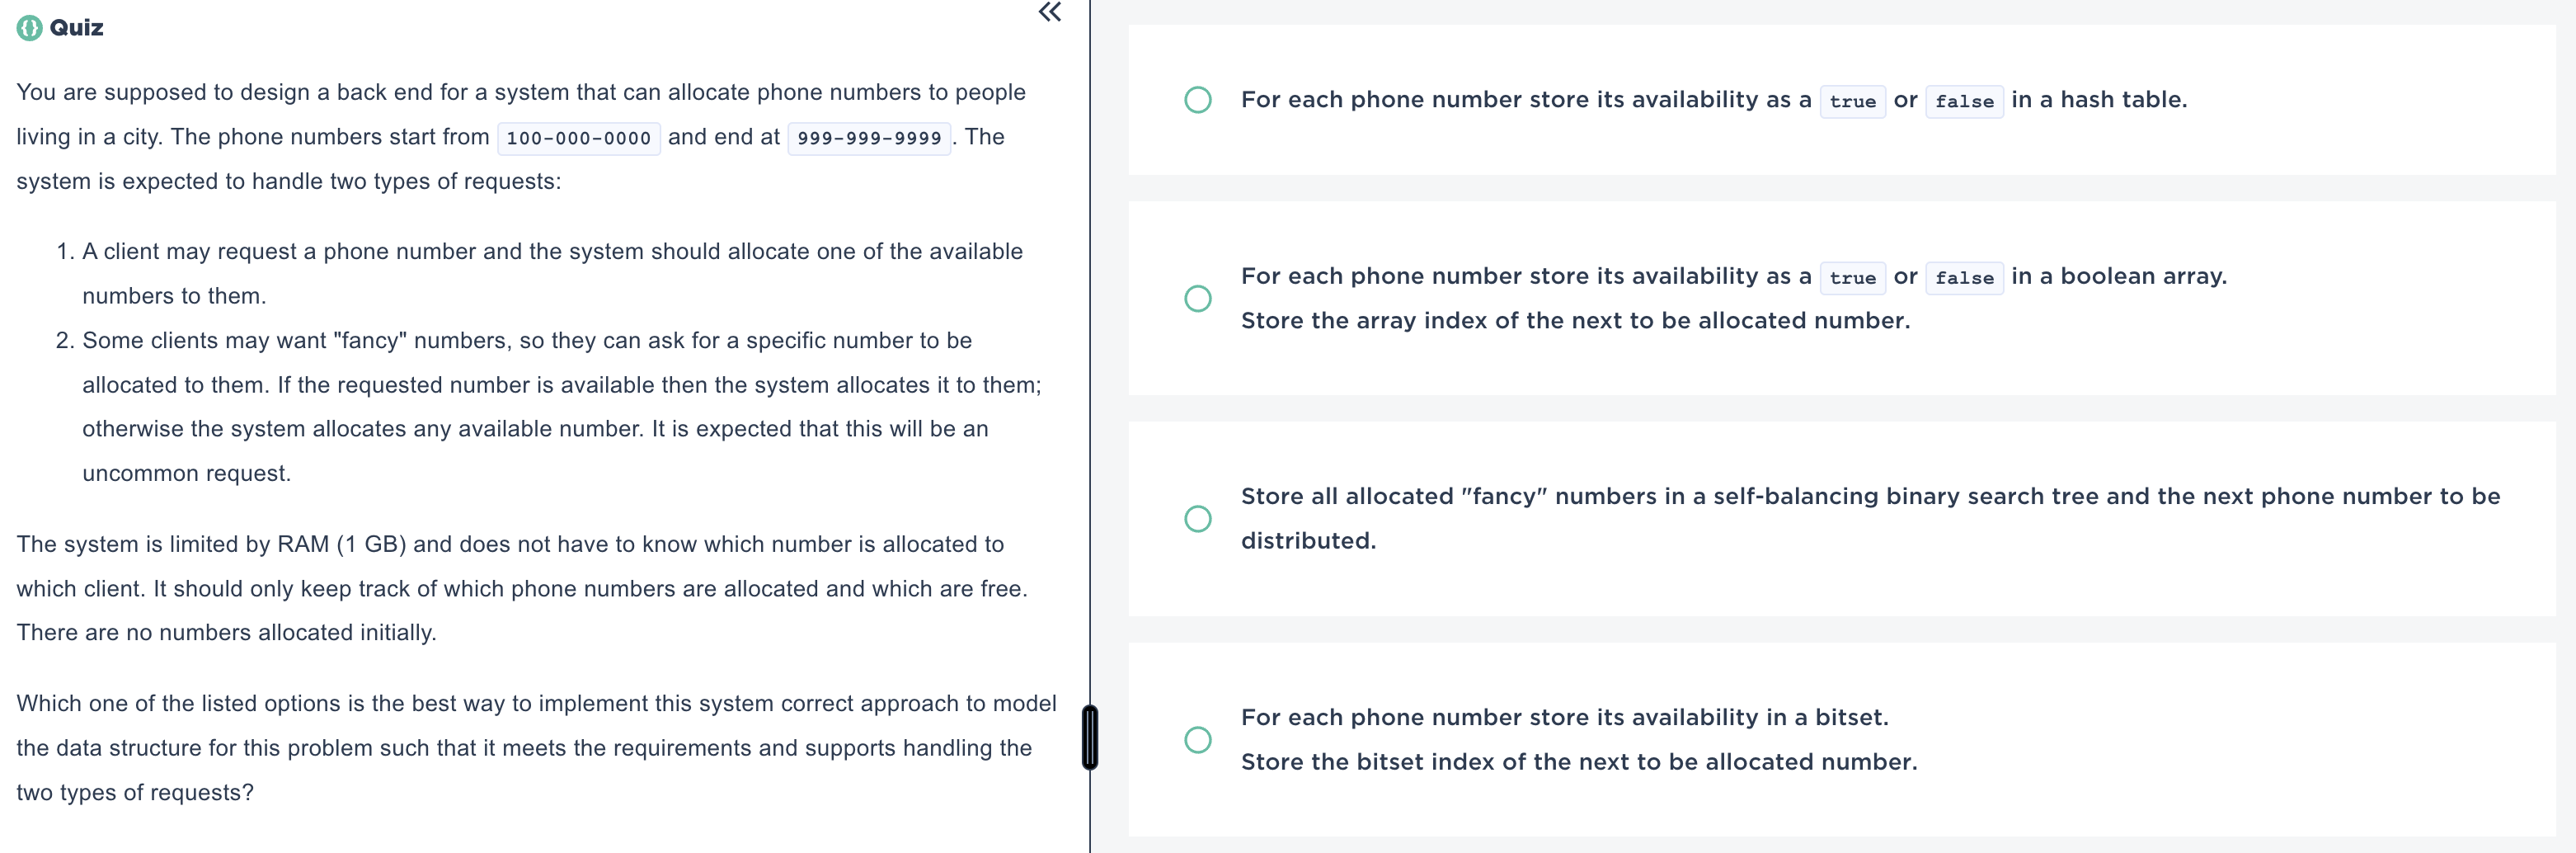 {} Quiz
You are supposed to design a back end for a system that can allocate phone numbers to people
living in a city. The phone numbers start from 100-000-0000 and end at 999-999-9999. The
system is expected to handle two types of requests:
1. A client may request a phone number and the system should allocate one of the available
numbers to them.
2. Some clients may want "fancy" numbers, so they can ask for a specific number to be
allocated to them. If the requested number is available then the system allocates it to them;
otherwise the system allocates any available number. It is expected that this will be an
uncommon request.
The system is limited by RAM (1 GB) and does not have to know which number is allocated to
which client. It should only keep track of which phone numbers are allocated and which are free.
There are no numbers allocated initially.
Which one of the listed options is the best way to implement this system correct approach to model
the data structure for this problem such that it meets the requirements and supports handling the
two types of requests?
For each phone number store its availability as a true or false in a hash table.
For each phone number store its availability as a true or false in a boolean array.
Store the array index of the next to be allocated number.
Store all allocated "fancy" numbers in a self-balancing binary search tree and the next phone number to be
distributed.
For each phone number store its availability in a bitset.
Store the bitset index of the next to be allocated number.